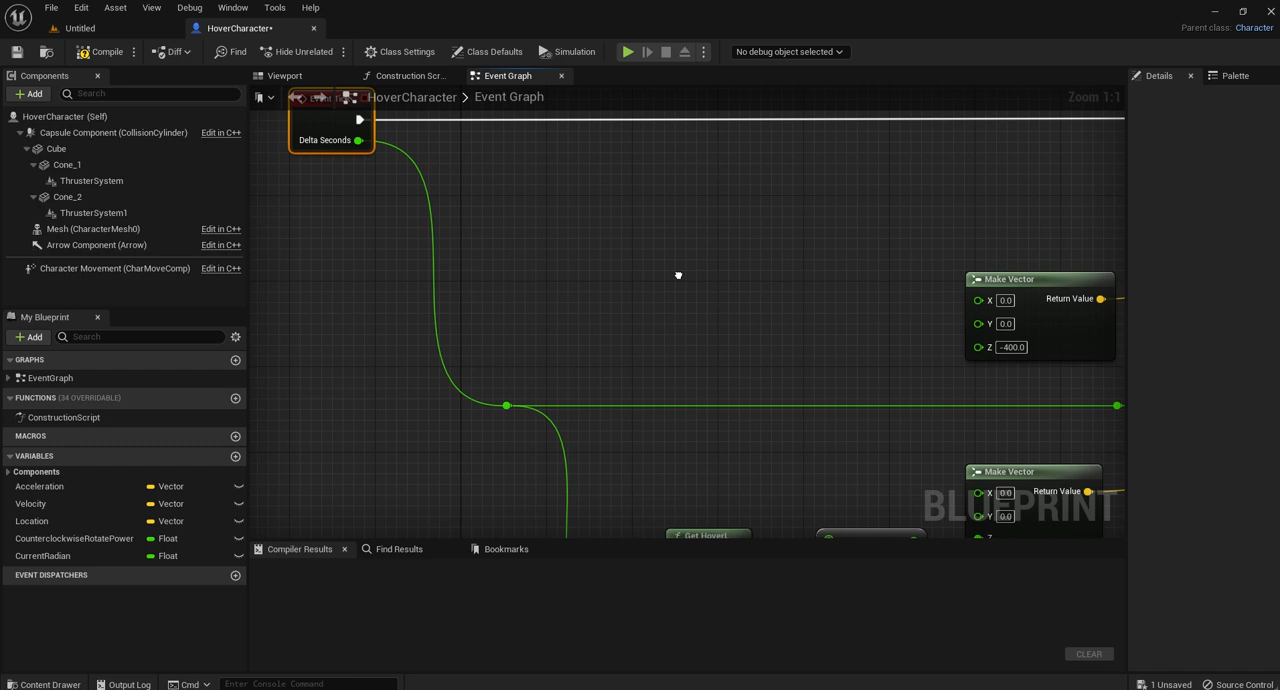 File Edit Asset View Debug Window Tools Help
Untitled
HoverCharacter*
Parent class: Character
Compile
Diff
Find
Hide Unrelated
Class Settings
Class Defaults
Simulation
No debug object selected
Components
Viewport
Construction Scr...
Event Graph
Details
Palette
+ Add
Search
HoverCharacter > Event Graph
Zoom 1:1
HoverCharacter (Self)
Capsule Component (CollisionCylinder) Edit in C++
Cube
Cone_1
ThrusterSystem
Cone_2
ThrusterSystem1
Mesh (CharacterMesh0) Edit in C++
Arrow Component (Arrow) Edit in C++
Character Movement (CharMoveComp) Edit in C++
Delta Seconds
Make Vector
X 0.0 Return Value
Y 0.0
Z -400.0
My Blueprint
+ Add
Search
GRAPHS
EventGraph
FUNCTIONS (34 OVERRIDABLE)
ConstructionScript
MACROS
VARIABLES
Components
Acceleration Vector
Velocity Vector
Location Vector
CounterclockwiseRotatePower Float
CurrentRadian Float
EVENT DISPATCHERS
Make Vector
X 0.0 Return Value
Y 0.0
Z
BLUEPRINT
Get Hover
Compiler Results
Find Results
Bookmarks
CLEAR
Content Drawer
Output Log
Cmd
Enter Console Command
1 Unsaved
Source Control